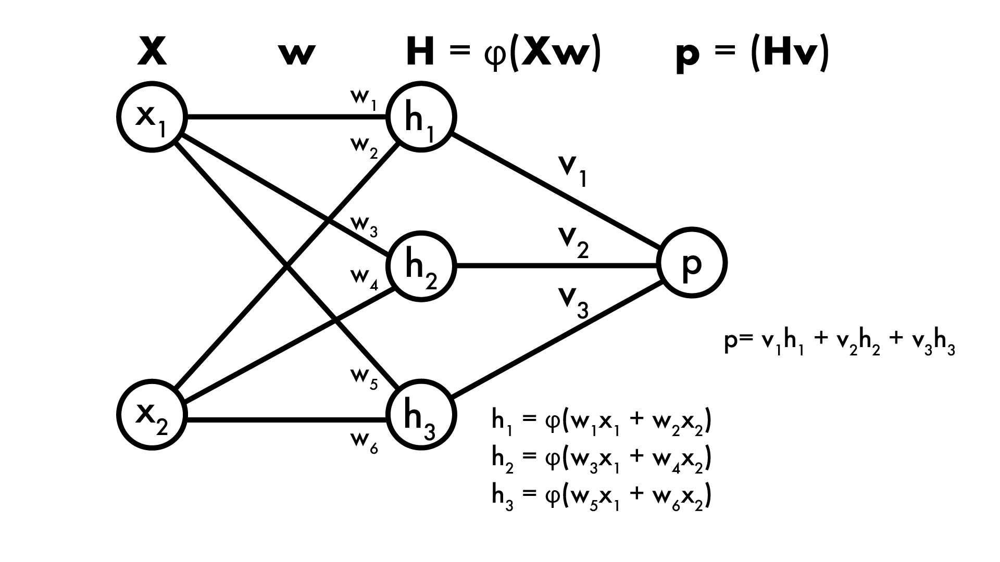 X w H = φ(Xw) p = (Hv)
x₁ w₁ h₁
w₂
v₁
w₃
v₂
h₂ p
w₄
v₃
p= v₁h₁ + v₂h₂ + v₃h₃
w₅
x₂ h₃
w₆
h₁ = φ(w₁x₁ + w₂x₂)
h₂ = φ(w₃x₁ + w₄x₂)
h₃ = φ(w₅x₁ + w₆x₂)